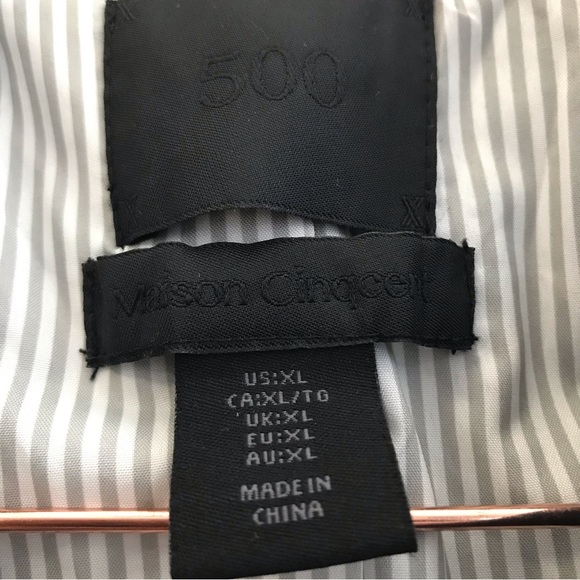 500
Maison Cinqcent
US:XL
CA:XL/TG
UK:XL
EU:XL
AU:XL
MADE IN
CHINA